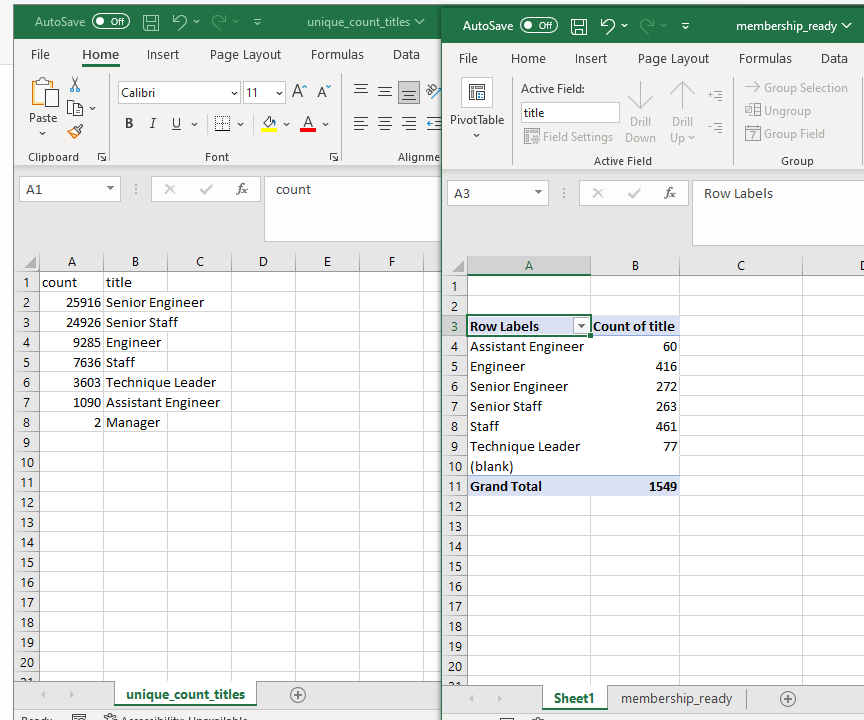 AutoSave Off unique_count_titles
File Home Insert Page Layout Formulas Data
Paste
Calibri 11
B I U A
Clipboard Font Alignme
A1 fx count
A B C D E F
1 count title
2 25916 Senior Engineer
3 24926 Senior Staff
4 9285 Engineer
5 7636 Staff
6 3603 Technique Leader
7 1090 Assistant Engineer
8 2 Manager
9
10
11
12
13
14
15
16
17
18
19
20
21
unique_count_titles
Ready
AutoSave Off membership_ready
File Home Insert Page Layout Formulas Data
PivotTable
Active Field:
title
Field Settings
Drill Down
Drill Up
Group Selection
Ungroup
7 Group Field
Active Field Group
A3 fx Row Labels
A B C
1
2
3 Row Labels Count of title
4 Assistant Engineer 60
5 Engineer 416
6 Senior Engineer 272
7 Senior Staff 263
8 Staff 461
9 Technique Leader 77
10 (blank)
11 Grand Total 1549
12
13
14
15
16
17
18
19
20
21
Sheet1 membership_ready